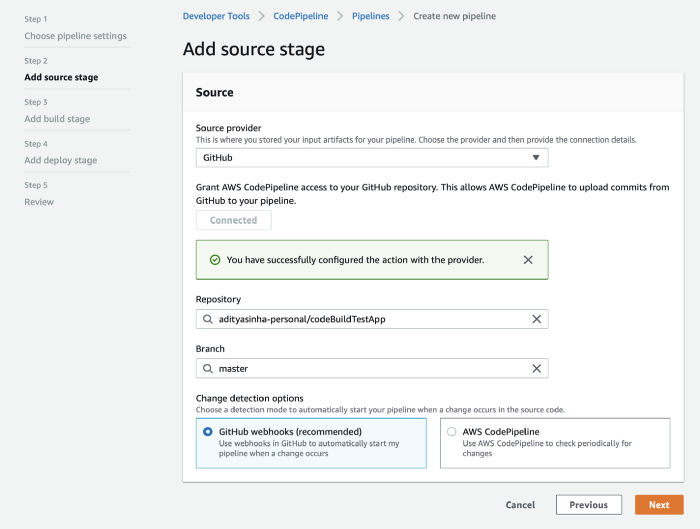 Step 1
Choose pipeline settings
Step 2
Add source stage
Step 3
Add build stage
Step 4
Add deploy stage
Step 5
Review
Developer Tools > CodePipeline > Pipelines > Create new pipeline
Add source stage
Source
Source provider
This is where you stored your input artifacts for your pipeline. Choose the provider and then provide the connection details.
GitHub
Grant AWS CodePipeline access to your GitHub repository. This allows AWS CodePipeline to upload commits from
GitHub to your pipeline.
Connected
You have successfully configured the action with the provider.
Repository
adityasinha-personal/codeBuildTestApp
Branch
master
Change detection options
Choose a detection mode to automatically start your pipeline when a change occurs in the source code.
GitHub webhooks (recommended)
Use webhooks in GitHub to automatically start my
pipeline when a change occurs
AWS CodePipeline
Use AWS CodePipeline to check periodically for
changes
Cancel
Previous
Next